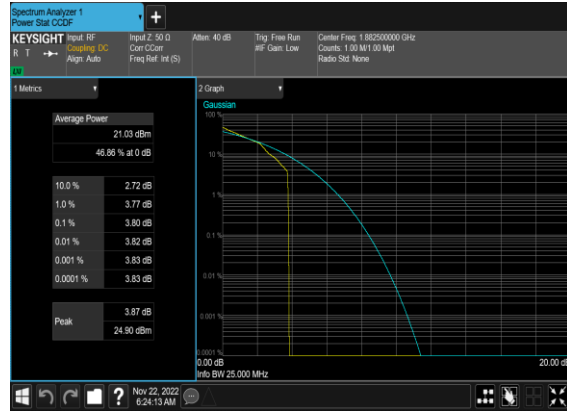 Spectrum Analyzer 1
Power Stat CCDF
KEYSIGHT
R T
LXI
Input: RF
Coupling: DC
Align: Auto
Input Z: 50 Ω
Corr CCorr
Freq Ref: Int (S)
Atten: 40 dB
Trig: Free Run
#IF Gain: Low
Center Freq: 1.882500000 GHz
Counts: 1.00 M/1.00 Mpt
Radio Std: None
1 Metrics
Average Power
21.03 dBm
46.86 % at 0 dB
10.0 % 2.72 dB
1.0 % 3.77 dB
0.1 % 3.80 dB
0.01 % 3.82 dB
0.001 % 3.83 dB
0.0001 % 3.83 dB
Peak 3.87 dB
24.90 dBm
2 Graph
Gaussian
100 %
10 %
1 %
0.1 %
0.01 %
0.001 %
0.0001 %
0.00 dB
20.00 dB
Info BW 25.000 MHz
?
Nov 22, 2022
6:24:13 AM